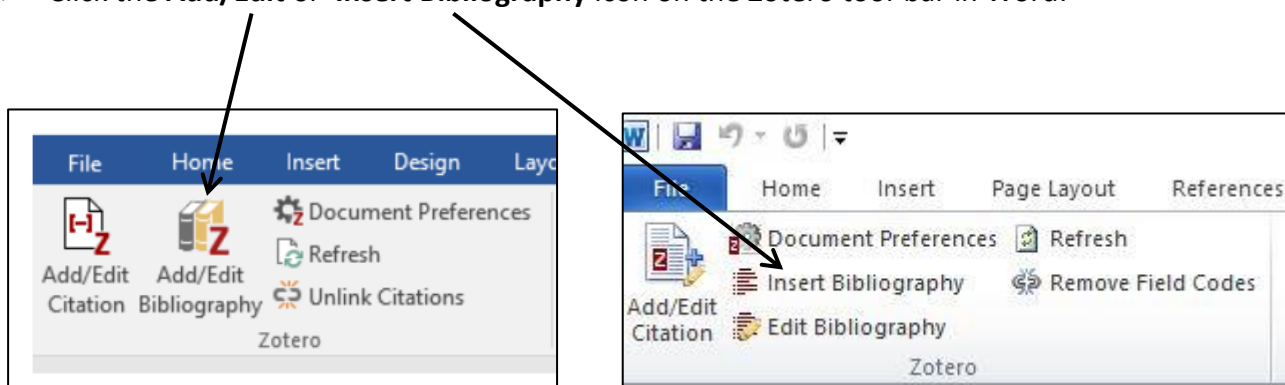 Click the Add/Edit or Insert Bibliography icon on the Zotero tool bar in Word.
File Home Insert Design Layo
Document Preferences
Refresh
Unlink Citations
Add/Edit Citation
Add/Edit Bibliography
Zotero
W
File Home Insert Page Layout References
Document Preferences Refresh
Insert Bibliography Remove Field Codes
Edit Bibliography
Add/Edit Citation
Zotero